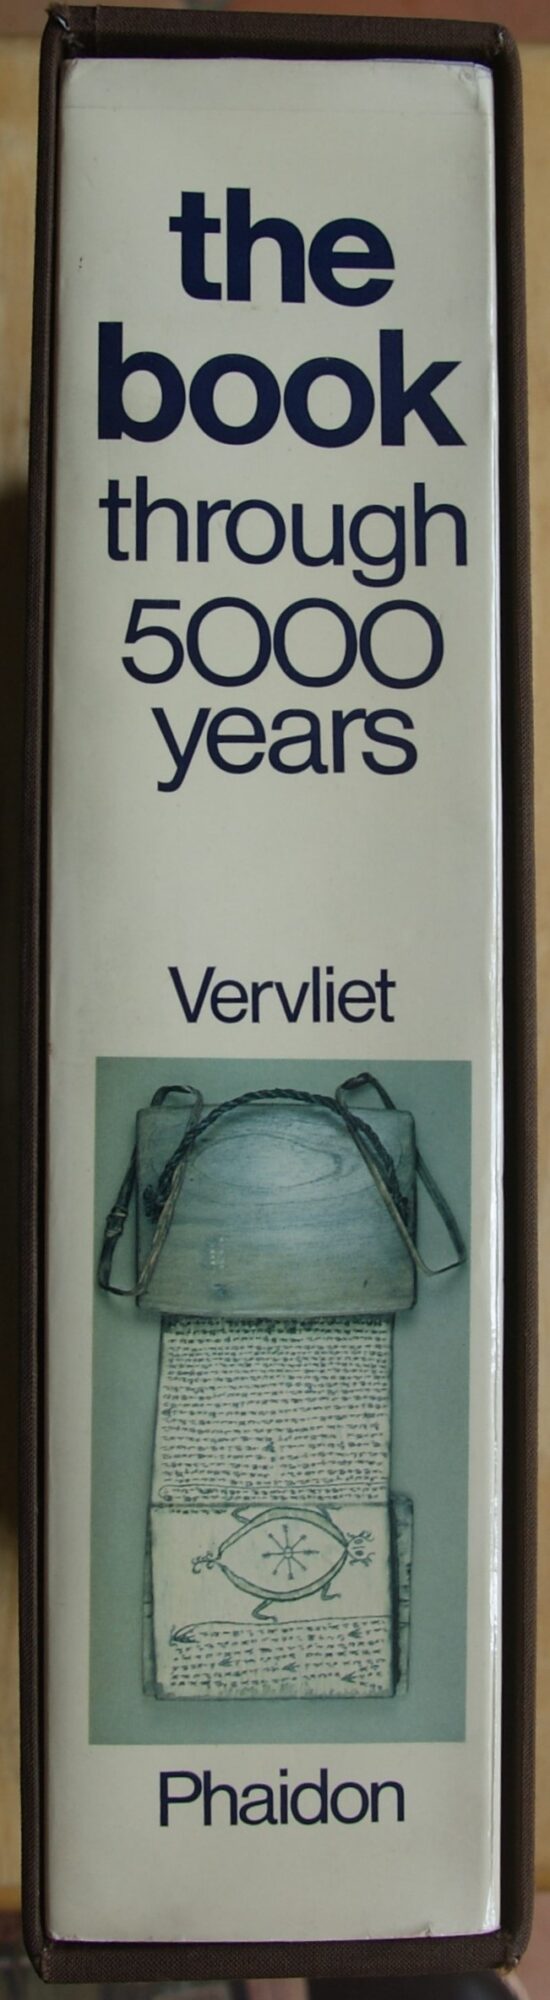 the
book
through
5000
years
Vervliet
Phaidon